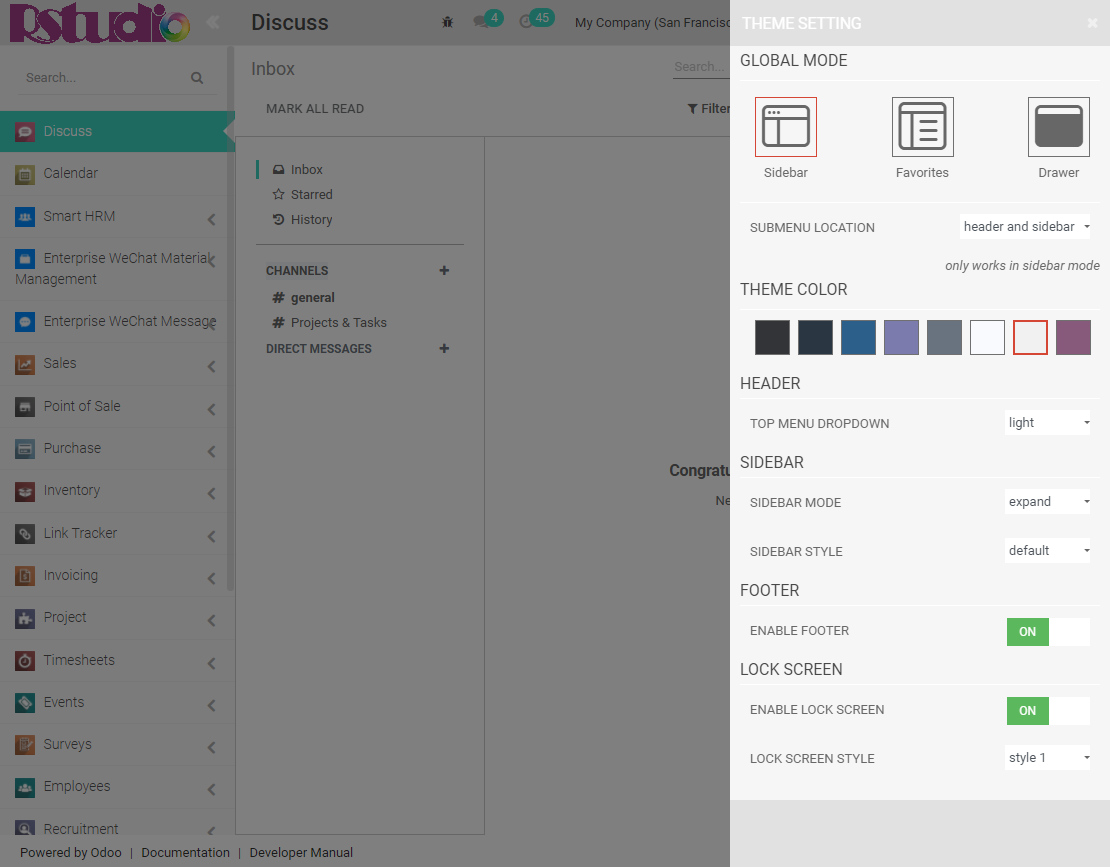 Rstudio
Discuss
4
45
My Company (San Francisc
THEME SETTING
Search...
Discuss
Calendar
Smart HRM
Enterprise WeChat Material
Management
Enterprise WeChat Message
Sales
Point of Sale
Purchase
Inventory
Link Tracker
Invoicing
Project
Timesheets
Events
Surveys
Employees
Recruitment
Inbox
Search...
MARK ALL READ
Filter
Inbox
Starred
History
CHANNELS
# general
# Projects & Tasks
DIRECT MESSAGES
Congratu
Ne
GLOBAL MODE
Sidebar
Favorites
Drawer
SUBMENU LOCATION
header and sidebar
only works in sidebar mode
THEME COLOR
HEADER
TOP MENU DROPDOWN
light
SIDEBAR
SIDEBAR MODE
expand
SIDEBAR STYLE
default
FOOTER
ENABLE FOOTER
ON
LOCK SCREEN
ENABLE LOCK SCREEN
ON
LOCK SCREEN STYLE
style 1
Powered by Odoo | Documentation | Developer Manual